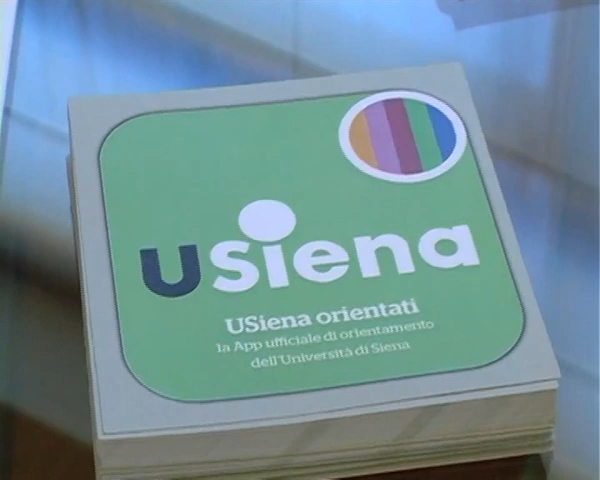 usiena
USiena orientati
la App ufficiale di orientamento
dell'Università di Siena